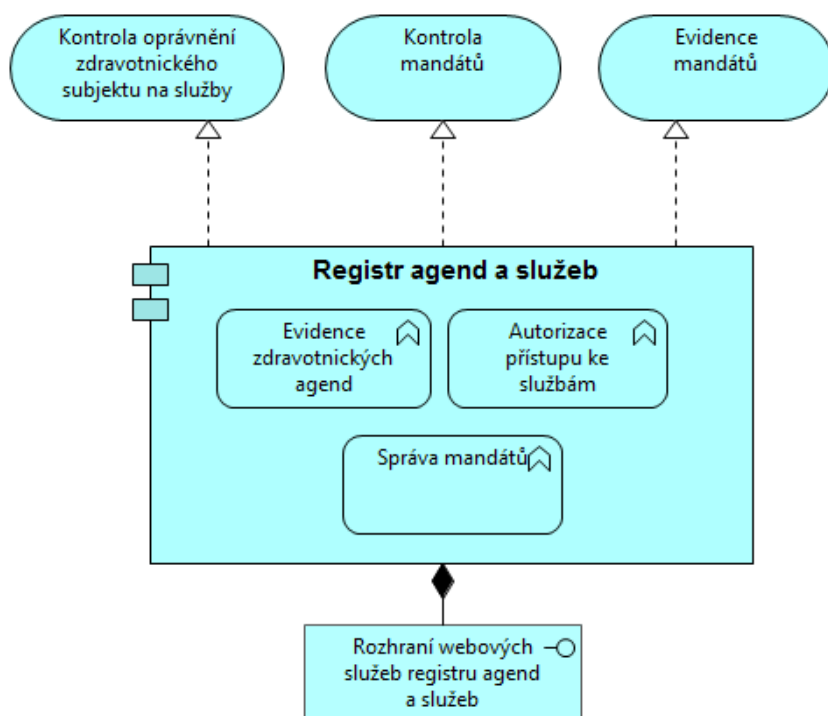 Kontrola oprávnění
zdravotnického
subjektu na služby
Kontrola
mandátů
Evidence
mandátů
Registr agend a služeb
Evidence
zdravotnických
agend
Autorizace
přístupu ke
službám
Správa mandátů
Rozhraní webových
služeb registru agend
a služeb